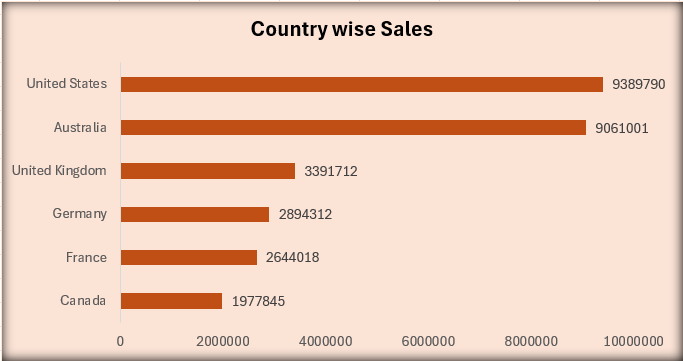 Country wise Sales
United States 9389790
Australia 9061001
United Kingdom 3391712
Germany 2894312
France 2644018
Canada 1977845
0 2000000 4000000 6000000 8000000 10000000